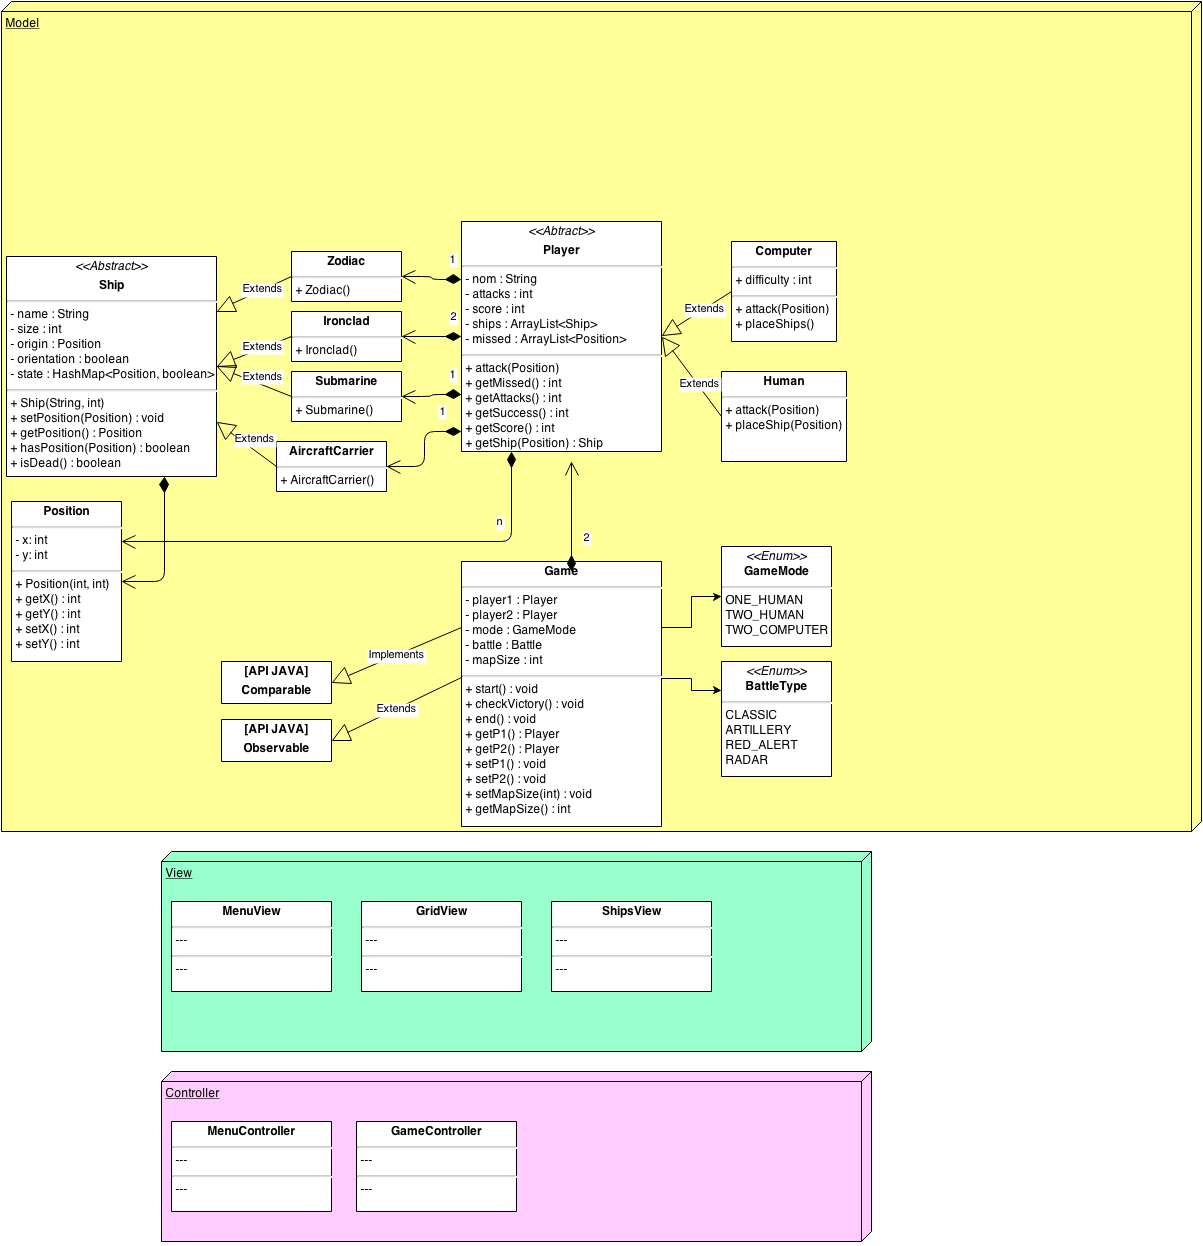 Model
<<Abstract>>
Ship
- name : String
- size : int
- origin : Position
- orientation : boolean
- state : HashMap<Position, boolean>
+ Ship(String, int)
+ setPosition(Position) : void
+ getPosition() : Position
+ hasPosition(Position) : boolean
+ isDead() : boolean
Extends
Extends
Extends
Extends
Zodiac
+ Zodiac()
Ironclad
+ Ironclad()
Submarine
+ Submarine()
AircraftCarrier
+ AircraftCarrier()
1
2
1
1
<<Abtract>>
Player
- nom : String
- attacks : int
- score : int
- ships : ArrayList<Ship>
- missed : ArrayList<Position>
+ attack(Position)
+ getMissed() : int
+ getAttacks() : int
+ getSuccess() : int
+ getScore() : int
+ getShip(Position) : Ship
Extends
Extends
Computer
+ difficulty : int
+ attack(Position)
+ placeShips()
Human
+ attack(Position)
+ placeShip(Position)
Position
- x: int
- y: int
+ Position(int, int)
+ getX() : int
+ getY() : int
+ setX() : int
+ setY() : int
n
2
Game
- player1 : Player
- player2 : Player
- mode : GameMode
- battle : Battle
- mapSize : int
+ start() : void
+ checkVictory() : void
+ end() : void
+ getP1() : Player
+ getP2() : Player
+ setP1() : void
+ setP2() : void
+ setMapSize(int) : void
+ getMapSize() : int
Implements
Extends
[API JAVA]
Comparable
[API JAVA]
Observable
<<Enum>>
GameMode
ONE_HUMAN
TWO_HUMAN
TWO_COMPUTER
<<Enum>>
BattleType
CLASSIC
ARTILLERY
RED_ALERT
RADAR
View
MenuView
---
---
GridView
---
---
ShipsView
---
---
Controller
MenuController
---
---
GameController
---
---